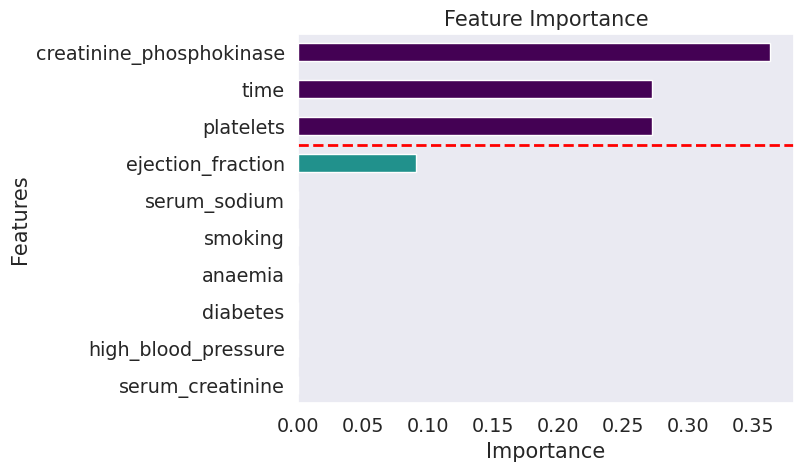 Feature Importance
Features
creatinine_phosphokinase
time
platelets
ejection_fraction
serum_sodium
smoking
anaemia
diabetes
high_blood_pressure
serum_creatinine
0.00 0.05 0.10 0.15 0.20 0.25 0.30 0.35
Importance